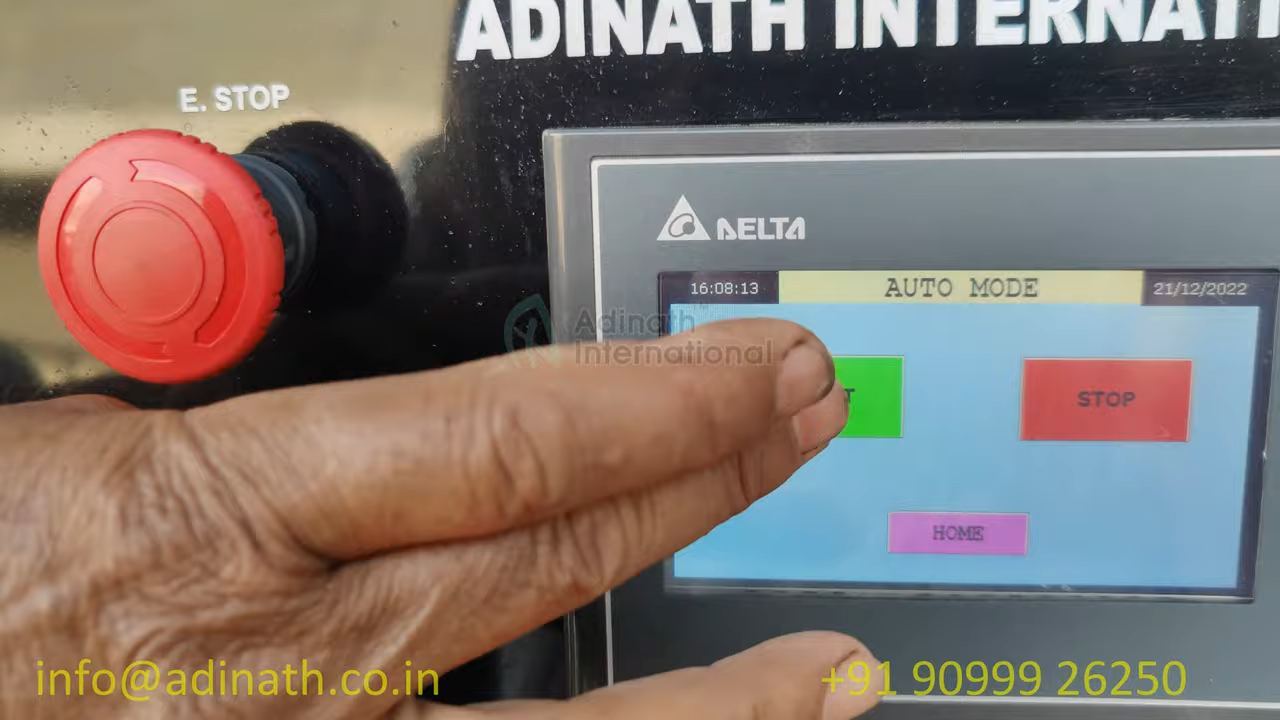 ADINATH INTERNATI
E. STOP
DELTA
16:08:13
AUTO MODE
21/12/2022
Adinath
International
STOP
HOME
info@adinath.co.in
+91 90999 26250